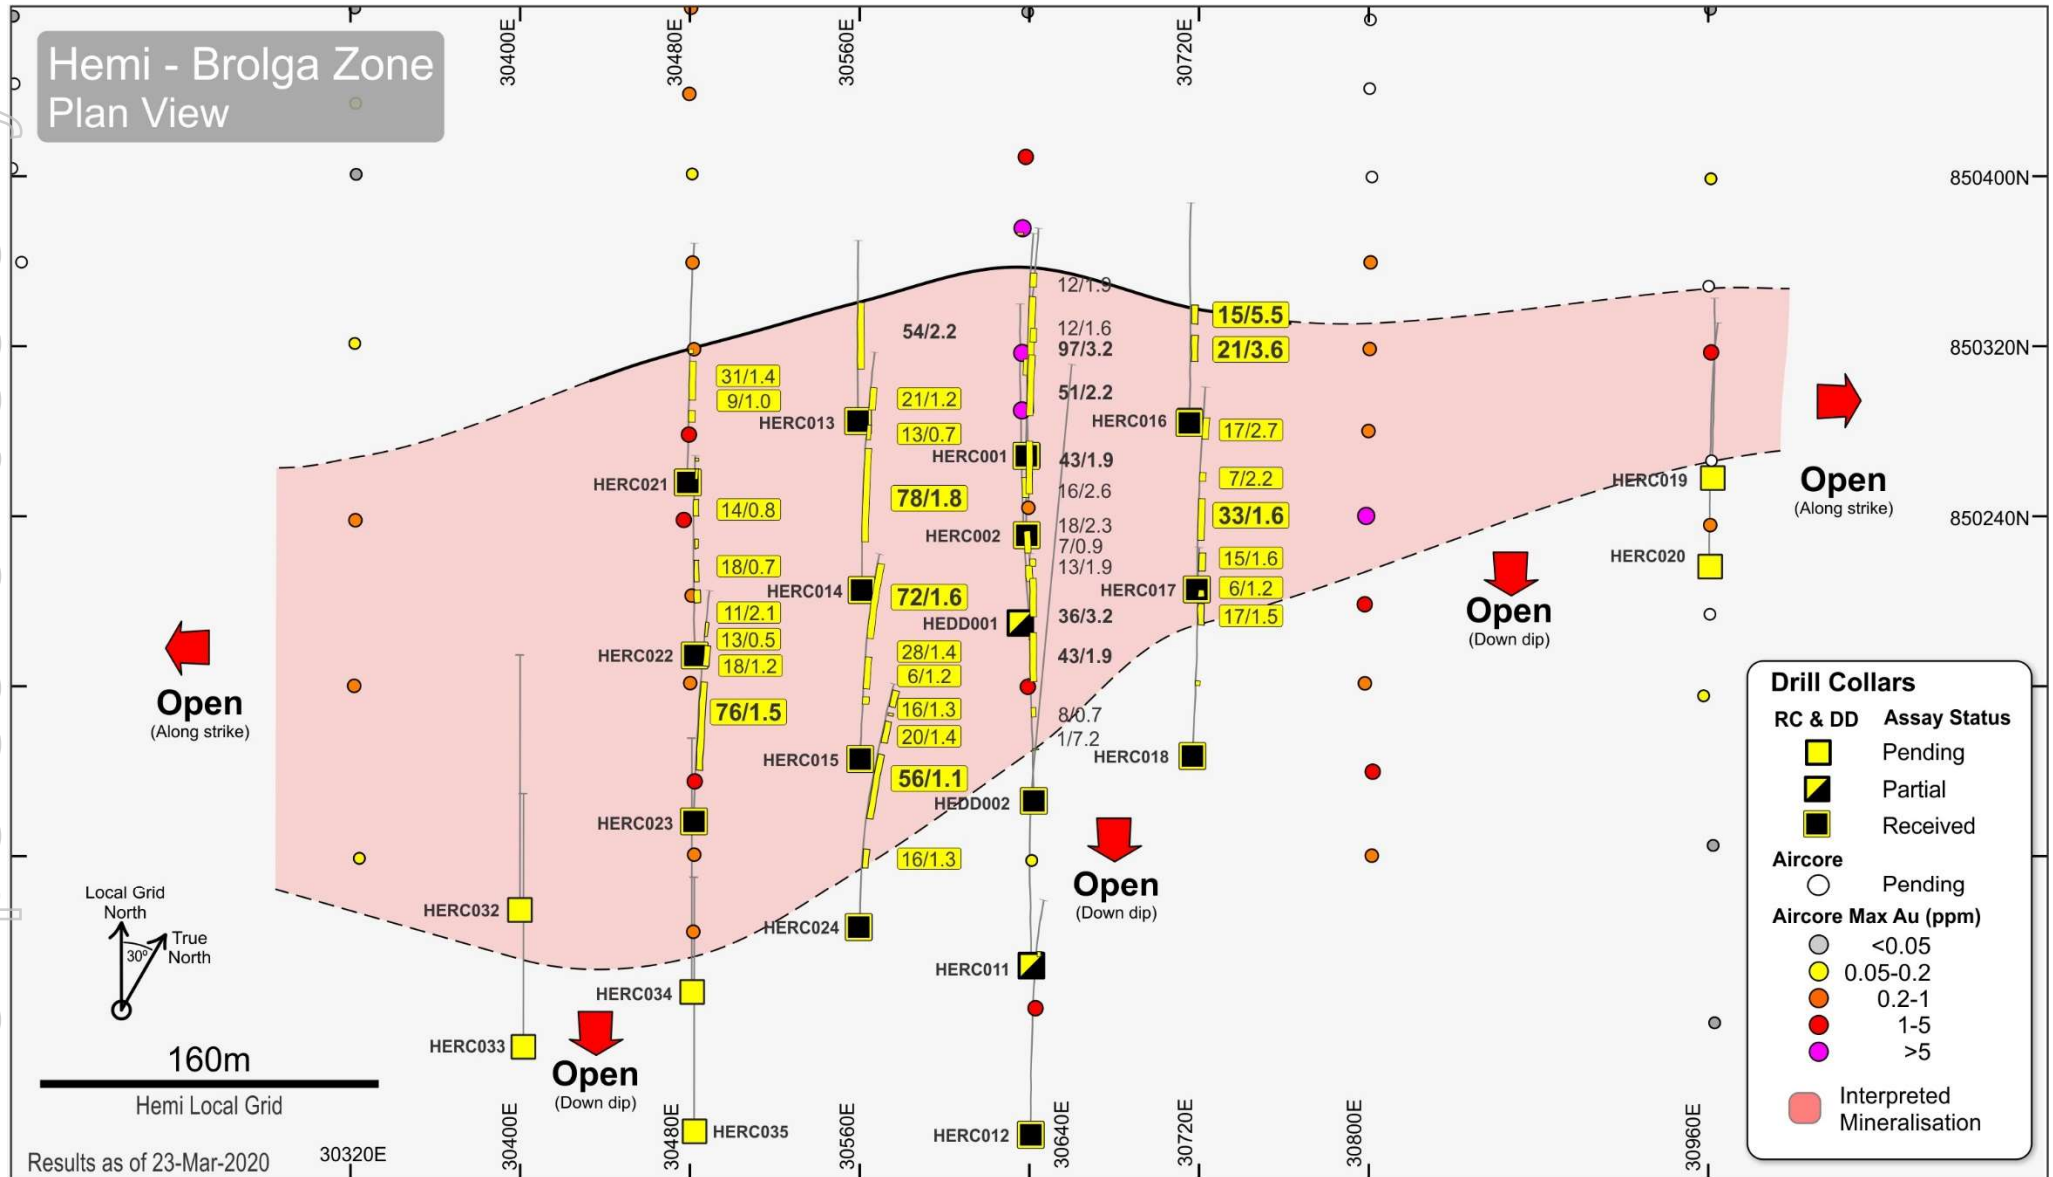 Hemi - Brolga Zone
Plan View
30400E
30480E
30560E
30720E
850400N
850320N
850240N
12/1.9
15/5.5
12/1.6
54/2.2
97/3.2
21/3.6
31/1.4
9/1.0
51/2.2
21/1.2
HERC013
HERC016
17/2.7
13/0.7
HERC001
43/1.9
HERC021
78/1.8
16/2.6
7/2.2
HERC019
Open
(Along strike)
14/0.8
33/1.6
18/2.3
HERC002
7/0.9
18/0.7
13/1.9
15/1.6
HERC020
HERC014
72/1.6
HERC017
6/1.2
11/2.1
HEDD001
36/3.2
17/1.5
Open
(Down dip)
13/0.5
HERC022
18/1.2
28/1.4
43/1.9
6/1.2
Open
(Along strike)
76/1.5
16/1.3
8/0.7
20/1.4
1/7.2
HERC015
HERC018
56/1.1
HEDD002
HERC023
16/1.3
Open
(Down dip)
HERC032
HERC024
HERC011
HERC034
HERC033
Open
(Down dip)
HERC035
HERC012
Local Grid
North
True
North
30°
160m
Hemi Local Grid
Results as of 23-Mar-2020
30320E
30400E
30480E
30560E
30640E
30720E
30800E
30960E
Drill Collars
RC & DD Assay Status
Pending
Partial
Received
Aircore
Pending
Aircore Max Au (ppm)
<0.05
0.05-0.2
0.2-1
1-5
>5
Interpreted
Mineralisation